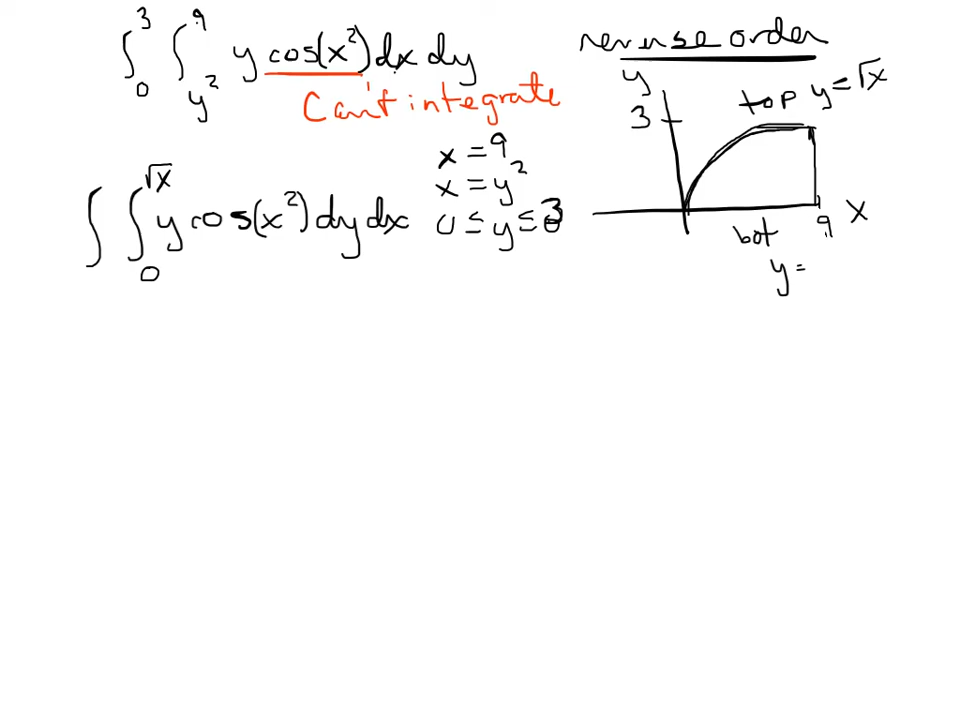 ∫₀³ ∫_{y²}^{9} y cos(x²) dx dy
Can't integrate
x = 9
x = y²
0 ≤ y ≤ 3
∫ ∫₀^{√x} y cos(x²) dy dx
reverse order
y
top y = √x
3
9 x
bot
y =